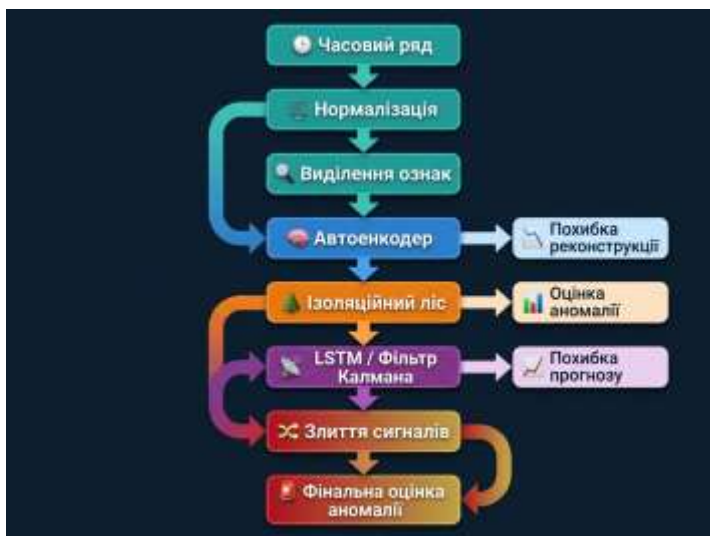 Часовий ряд
Нормалізація
Виділення ознак
Автоенкодер
Похибка
реконструкції
Ізоляційний ліс
Оцінка
аномалії
LSTM / Фільтр
Калмана
Похибка
прогнозу
Злиття сигналів
Фінальна оцінка
аномалії